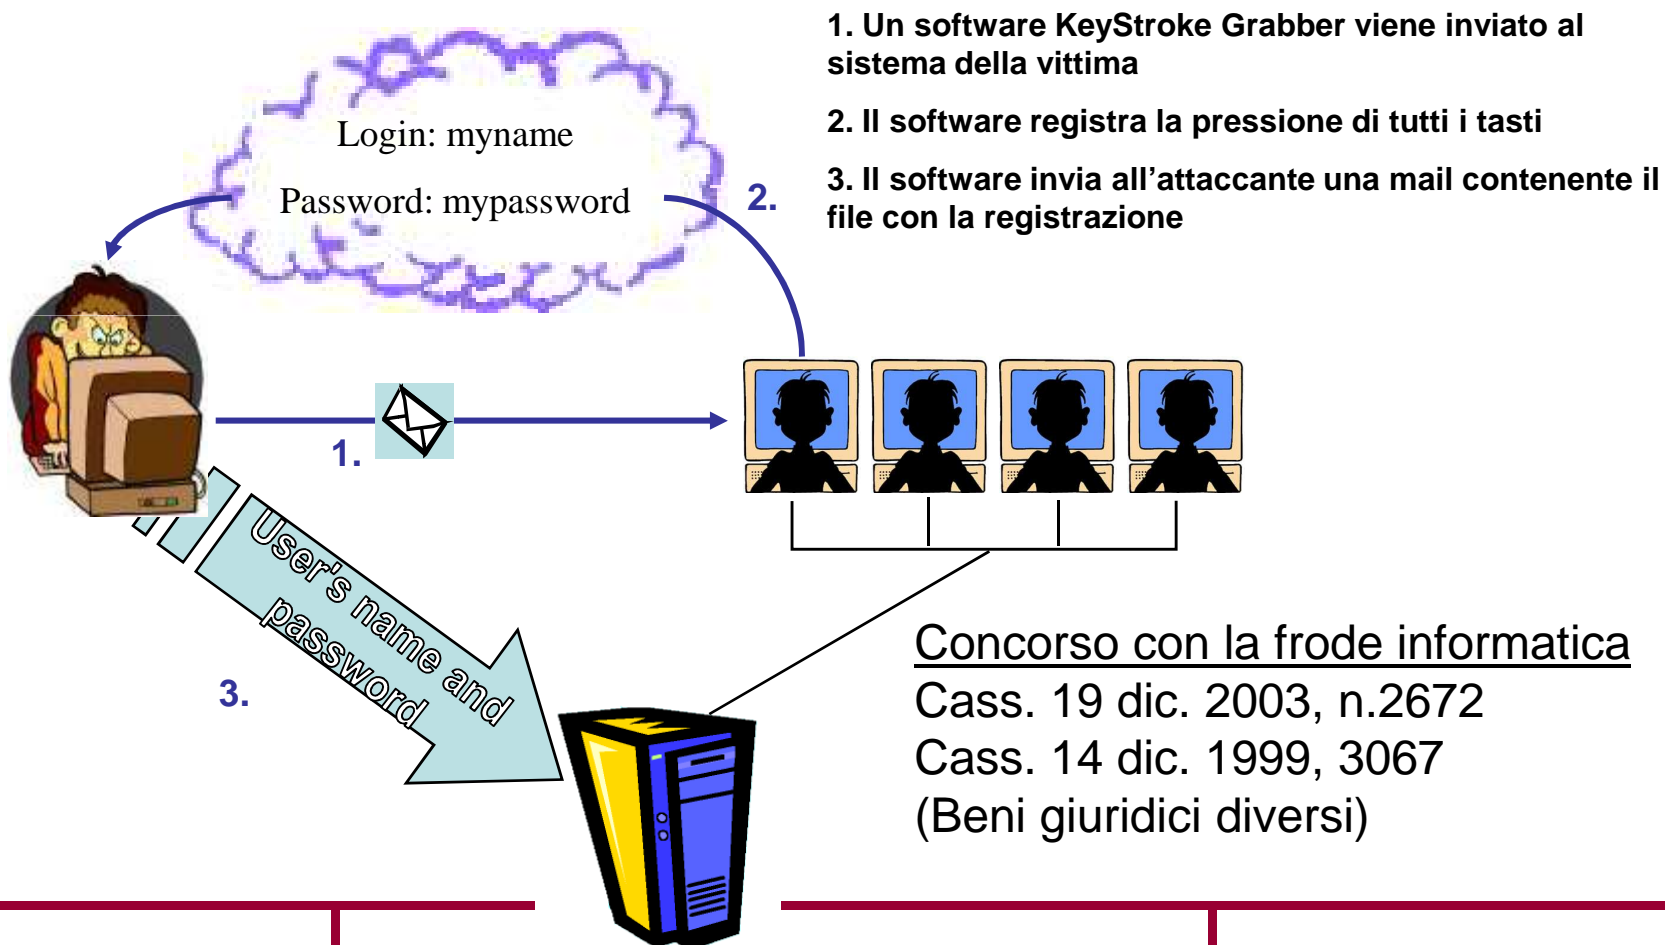 1. Un software KeyStroke Grabber viene inviato al
sistema della vittima
2. Il software registra la pressione di tutti i tasti
3. Il software invia all’attaccante una mail contenente il
file con la registrazione
Login: myname
Password: mypassword
2.
1.
User's name and
password
3.
Concorso con la frode informatica
Cass. 19 dic. 2003, n.2672
Cass. 14 dic. 1999, 3067
(Beni giuridici diversi)